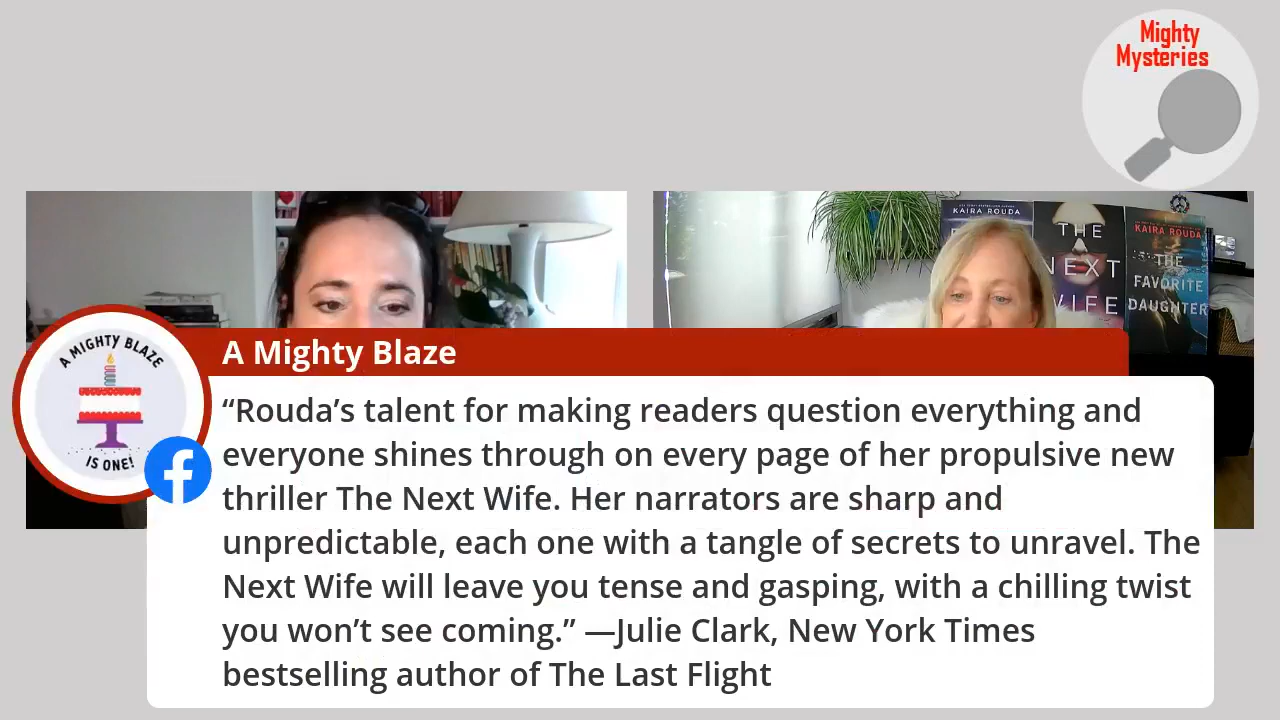 Mighty
Mysteries
KAIRA ROUDA
THE
NEXT
WIFE
KAIRA ROUDA
THE
FAVORITE
DAUGHTER
A MIGHTY BLAZE
IS ONE!
A Mighty Blaze
“Rouda’s talent for making readers question everything and
everyone shines through on every page of her propulsive new
thriller The Next Wife. Her narrators are sharp and
unpredictable, each one with a tangle of secrets to unravel. The
Next Wife will leave you tense and gasping, with a chilling twist
you won’t see coming.” —Julie Clark, New York Times
bestselling author of The Last Flight